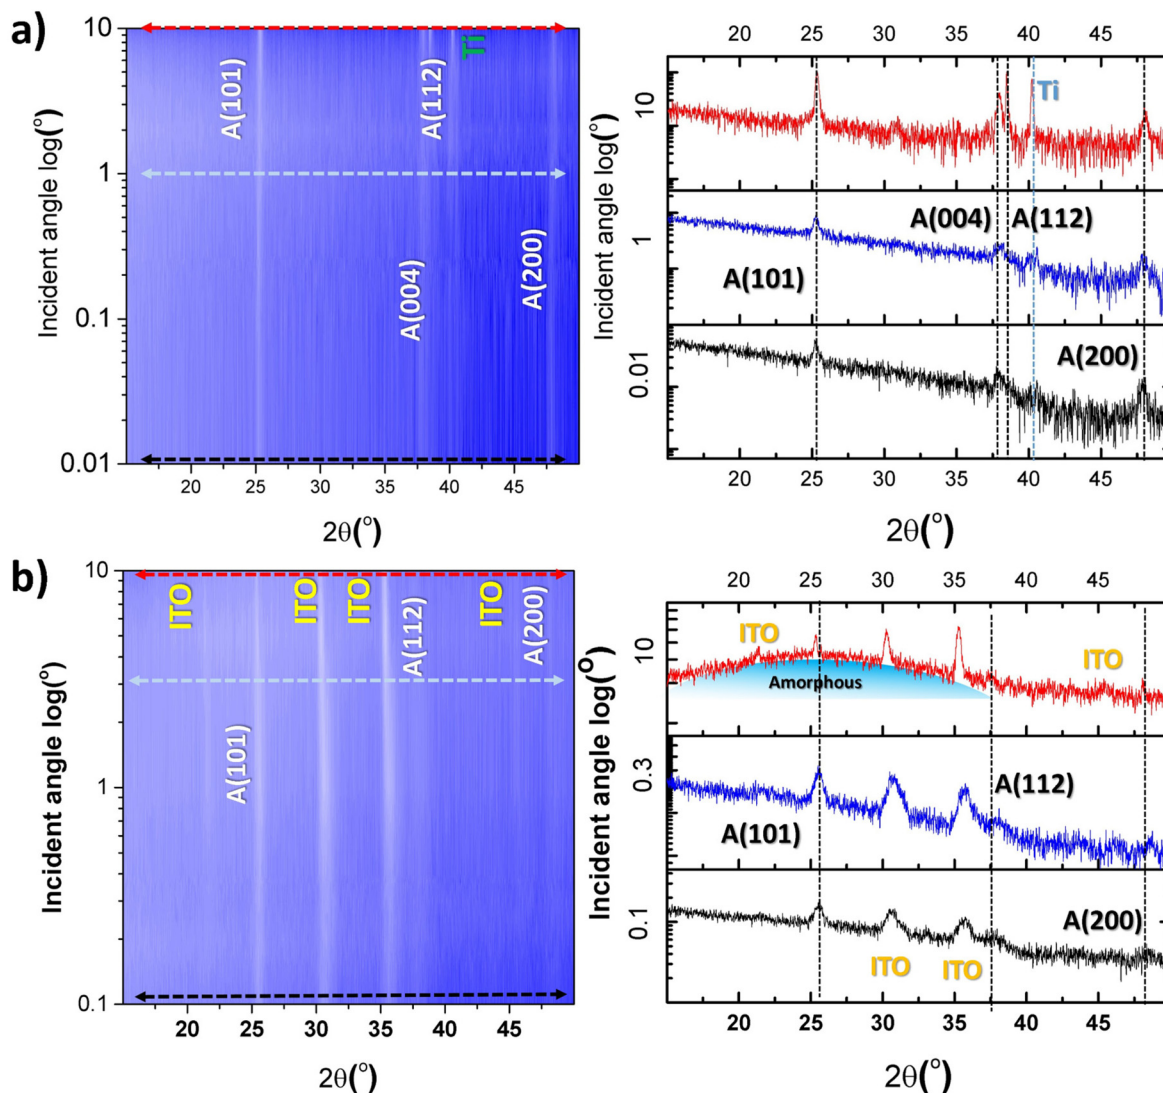 a)
10
1
0.1
0.01
Incident angle log(°)
A(101)
A(112)
Ti
A(004)
A(200)
20 25 30 35 40 45
2θ(°)
20 25 30 35 40 45
Incident angle log(°)
10
1
0.01
Ti
A(004)
A(112)
A(101)
A(200)
20 25 30 35 40 45
2θ(°)
b)
10
1
0.1
Incident angle log(°)
ITO
ITO
ITO
ITO
A(112)
A(200)
A(101)
20 25 30 35 40 45
2θ(°)
20 25 30 35 40 45
Incident angle log(°)
10
0.3
0.1
ITO
ITO
Amorphous
A(112)
A(101)
A(200)
ITO
ITO
20 25 30 35 40 45
2θ(°)